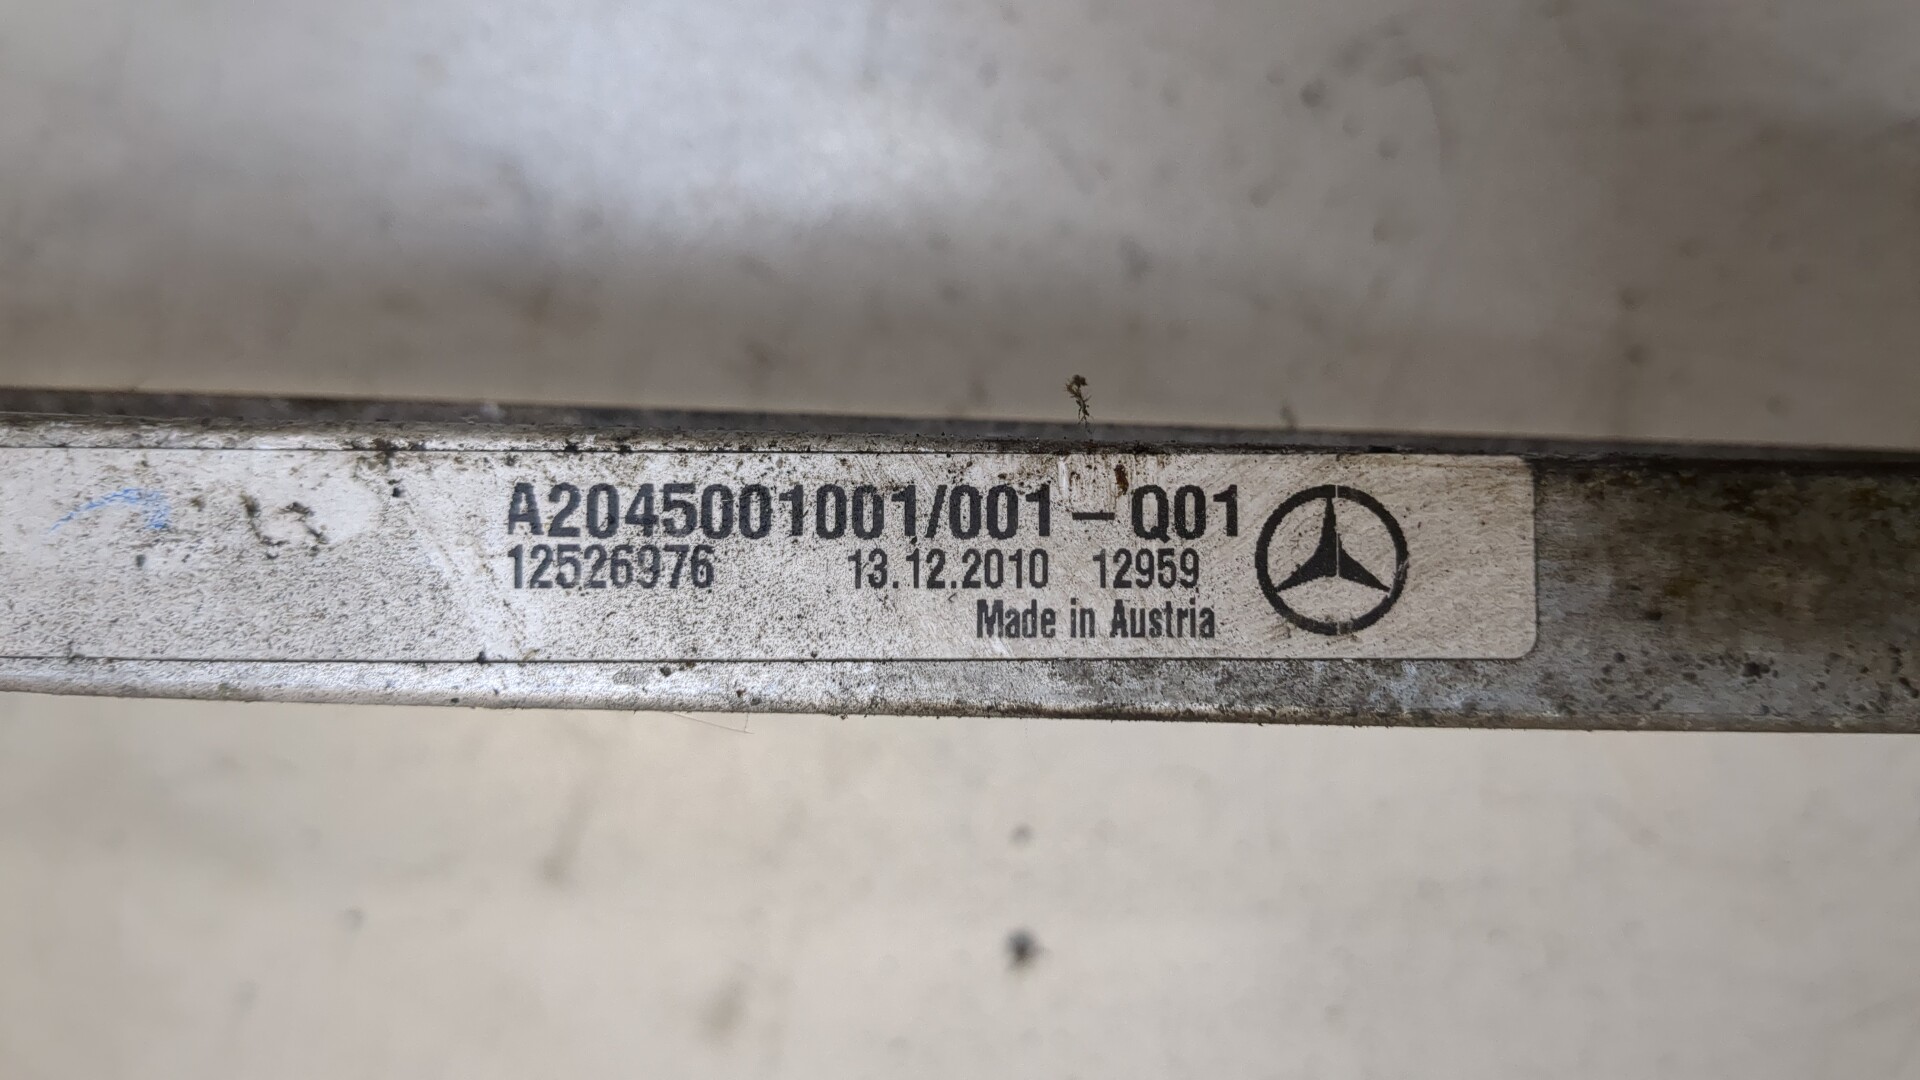 A2045001001/001 – Q01
12526976 13.12.2010 12959
Made in Austria